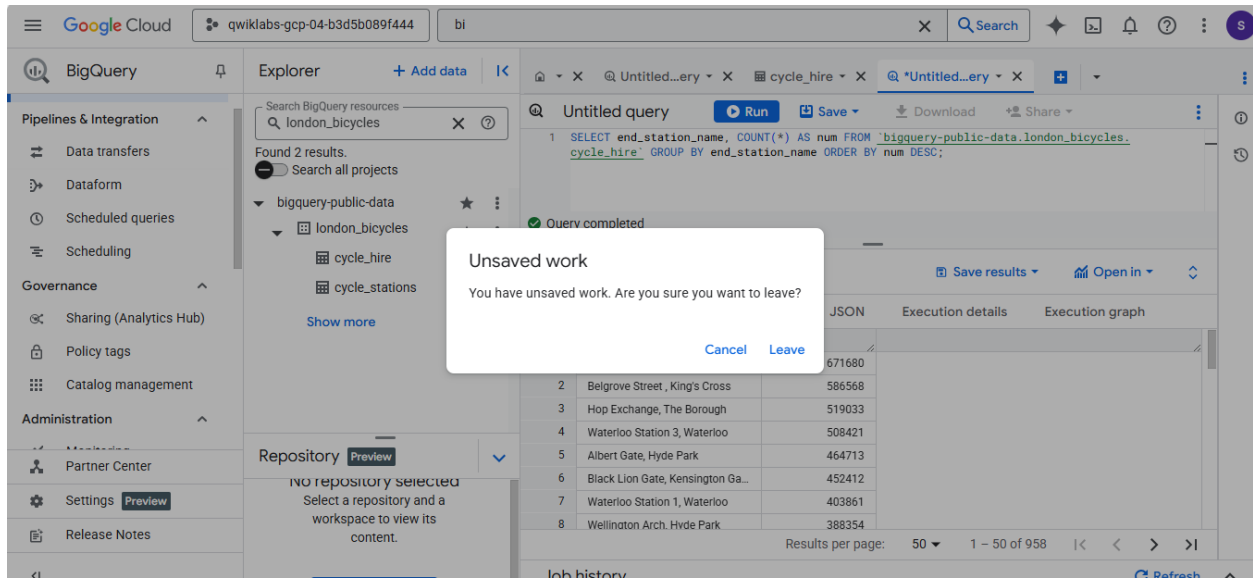 Google Cloud
qwiklabs-gcp-04-b3d5b089f444
bi
Search
S
BigQuery
Pipelines & Integration
Data transfers
Dataform
Scheduled queries
Scheduling
Governance
Sharing (Analytics Hub)
Policy tags
Catalog management
Administration
Monitoring
Partner Center
Settings Preview
Release Notes
Explorer
+ Add data
Search BigQuery resources
london_bicycles
Found 2 results.
Search all projects
bigquery-public-data
london_bicycles
cycle_hire
cycle_stations
Show more
Repository Preview
No repository selected
Select a repository and a
workspace to view its
content.
Untitled...ery
cycle_hire
*Untitled...ery
Untitled query
Run
Save
Download
Share
1 SELECT end_station_name, COUNT(*) AS num FROM `bigquery-public-data.london_bicycles.
cycle_hire` GROUP BY end_station_name ORDER BY num DESC;
Query completed
Unsaved work
You have unsaved work. Are you sure you want to leave?
Cancel
Leave
Save results
Open in
JSON
Execution details
Execution graph
671680
2 Belgrove Street , King's Cross 586568
3 Hop Exchange, The Borough 519033
4 Waterloo Station 3, Waterloo 508421
5 Albert Gate, Hyde Park 464713
6 Black Lion Gate, Kensington Ga... 452412
7 Waterloo Station 1, Waterloo 403861
8 Wellington Arch, Hyde Park 388354
Results per page: 50 1 – 50 of 958
Job history
Refresh